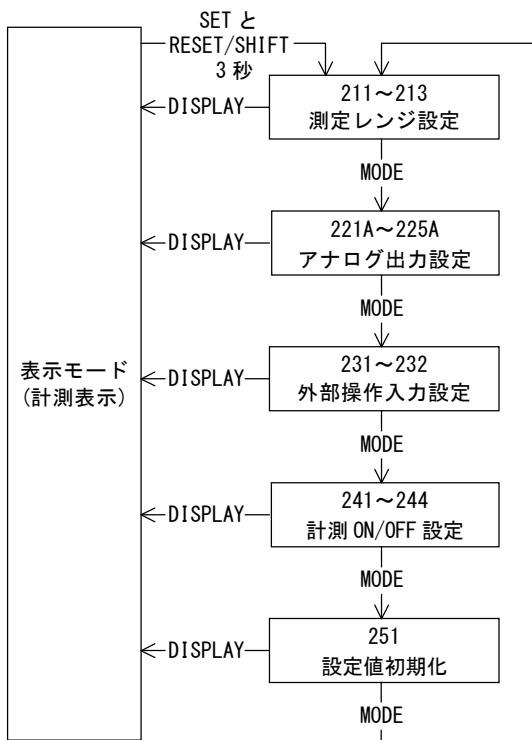 SET と
RESET/SHIFT
3 秒
211～213
測定レンジ設定
DISPLAY
MODE
221A～225A
アナログ出力設定
DISPLAY
MODE
表示モード
(計測表示)
231～232
外部操作入力設定
DISPLAY
MODE
241～244
計測 ON/OFF 設定
DISPLAY
MODE
251
設定値初期化
DISPLAY
MODE